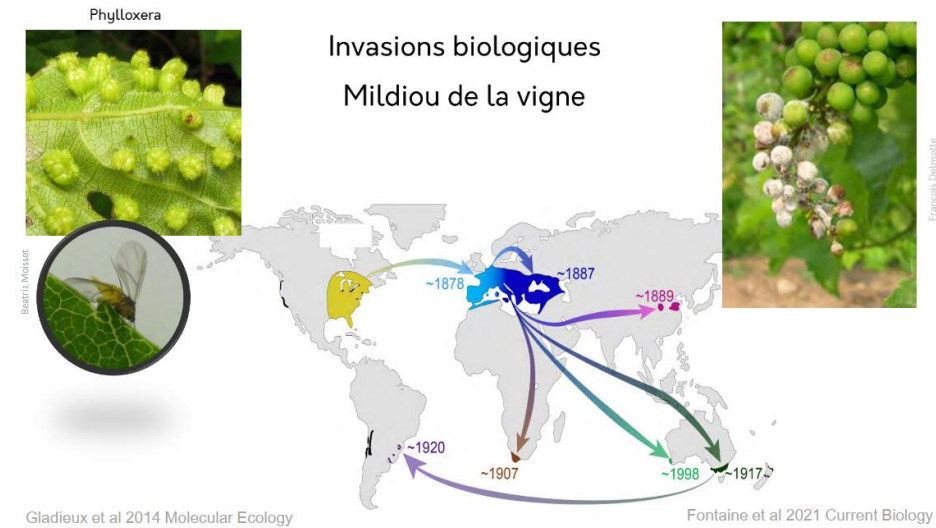 Phylloxera
Invasions biologiques
Mildiou de la vigne
Beatriz Moisset
François Delmotte
~1878
~1887
~1889
~1920
~1907
~1998
~1917
Gladieux et al 2014 Molecular Ecology
Fontaine et al 2021 Current Biology